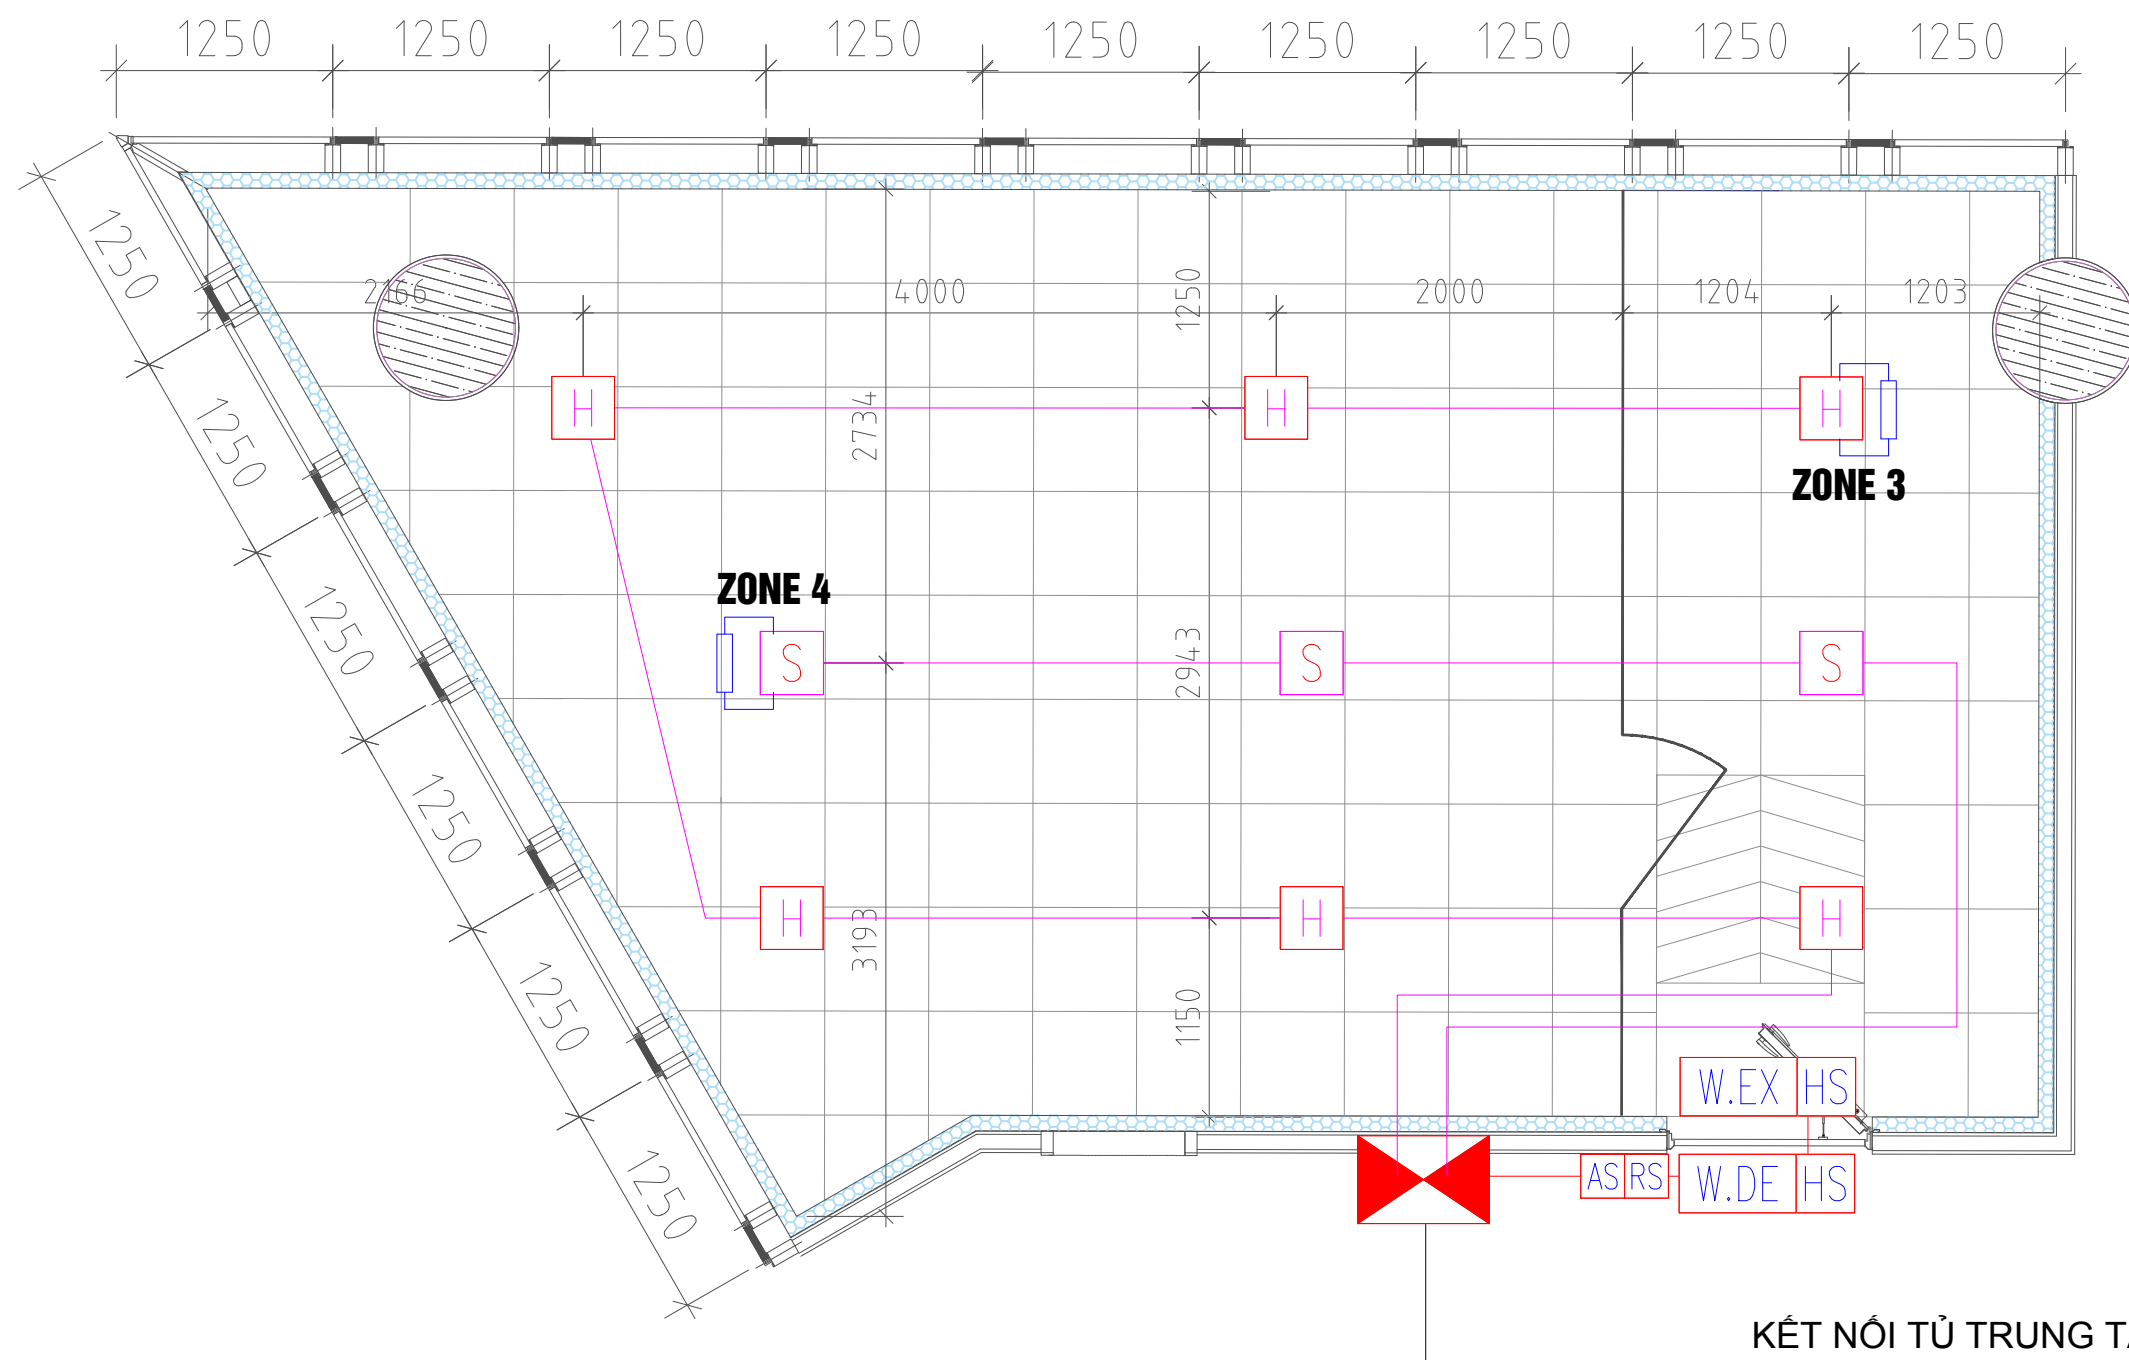 1250 1250 1250 1250 1250 1250 1250 1250 1250
1250
1250
1250
1250
1250
1250
2166 4000 1250 2000 1204 1203
H H H
2734
ZONE 3
ZONE 4
S S S
2943
H H H
3193
1150
W.EX HS
AS RS W.DE HS
KẾT NỐI TỦ TRUNG